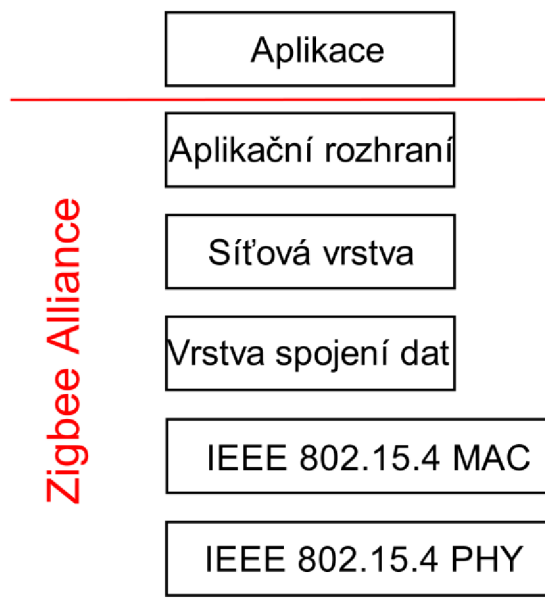 Aplikace
Aplikační rozhraní
Síťová vrstva
Vrstva spojení dat
IEEE 802.15.4 MAC
IEEE 802.15.4 PHY
Zigbee Alliance